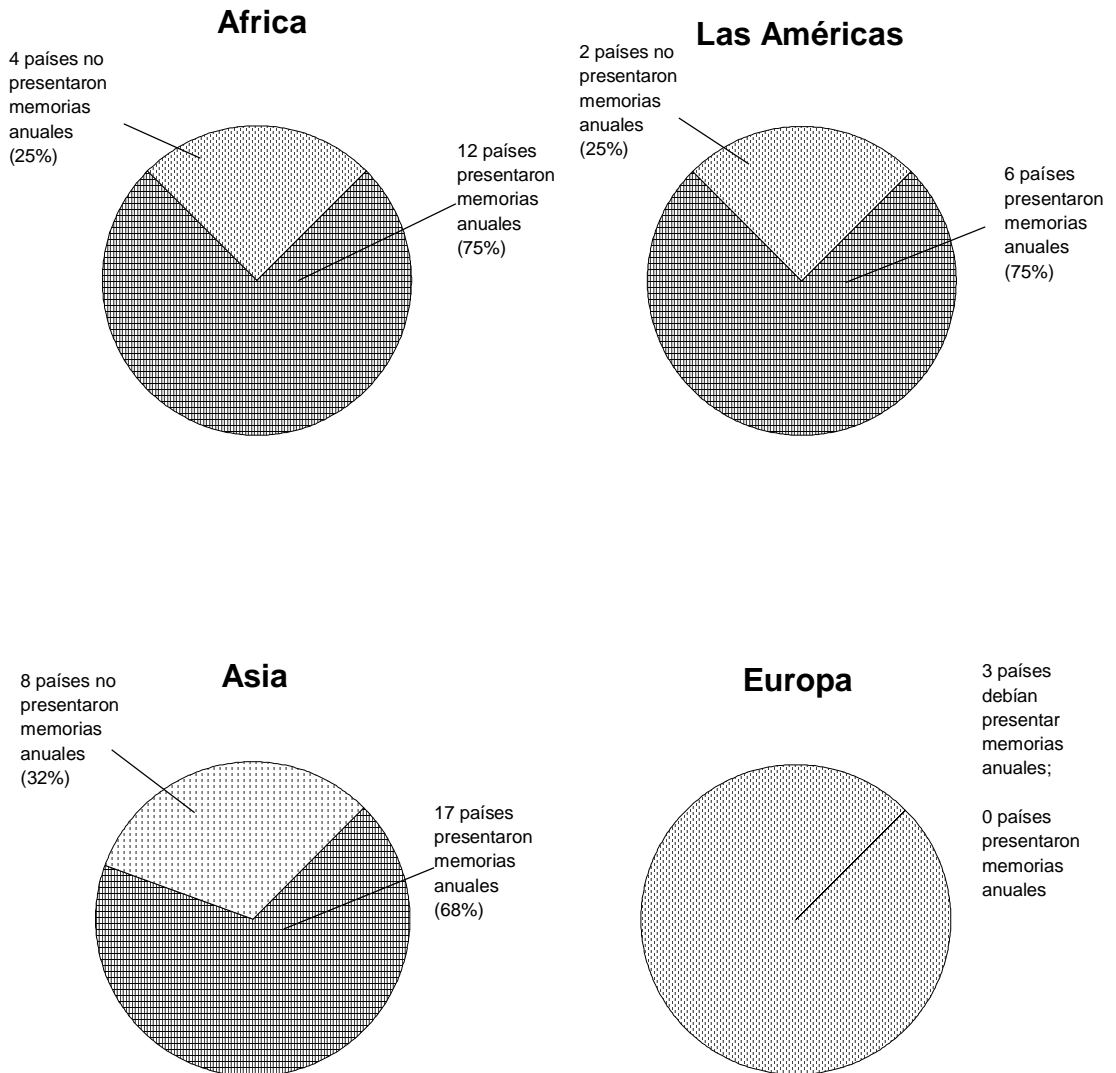 Africa
4 países no
presentaron
memorias
anuales
(25%)
12 países
presentaron
memorias
anuales
(75%)
Las Américas
2 países no
presentaron
memorias
anuales
(25%)
6 países
presentaron
memorias
anuales
(75%)
Asia
8 países no
presentaron
memorias
anuales
(32%)
17 países
presentaron
memorias
anuales
(68%)
Europa
3 países
debían
presentar
memorias
anuales;
0 países
presentaron
memorias
anuales